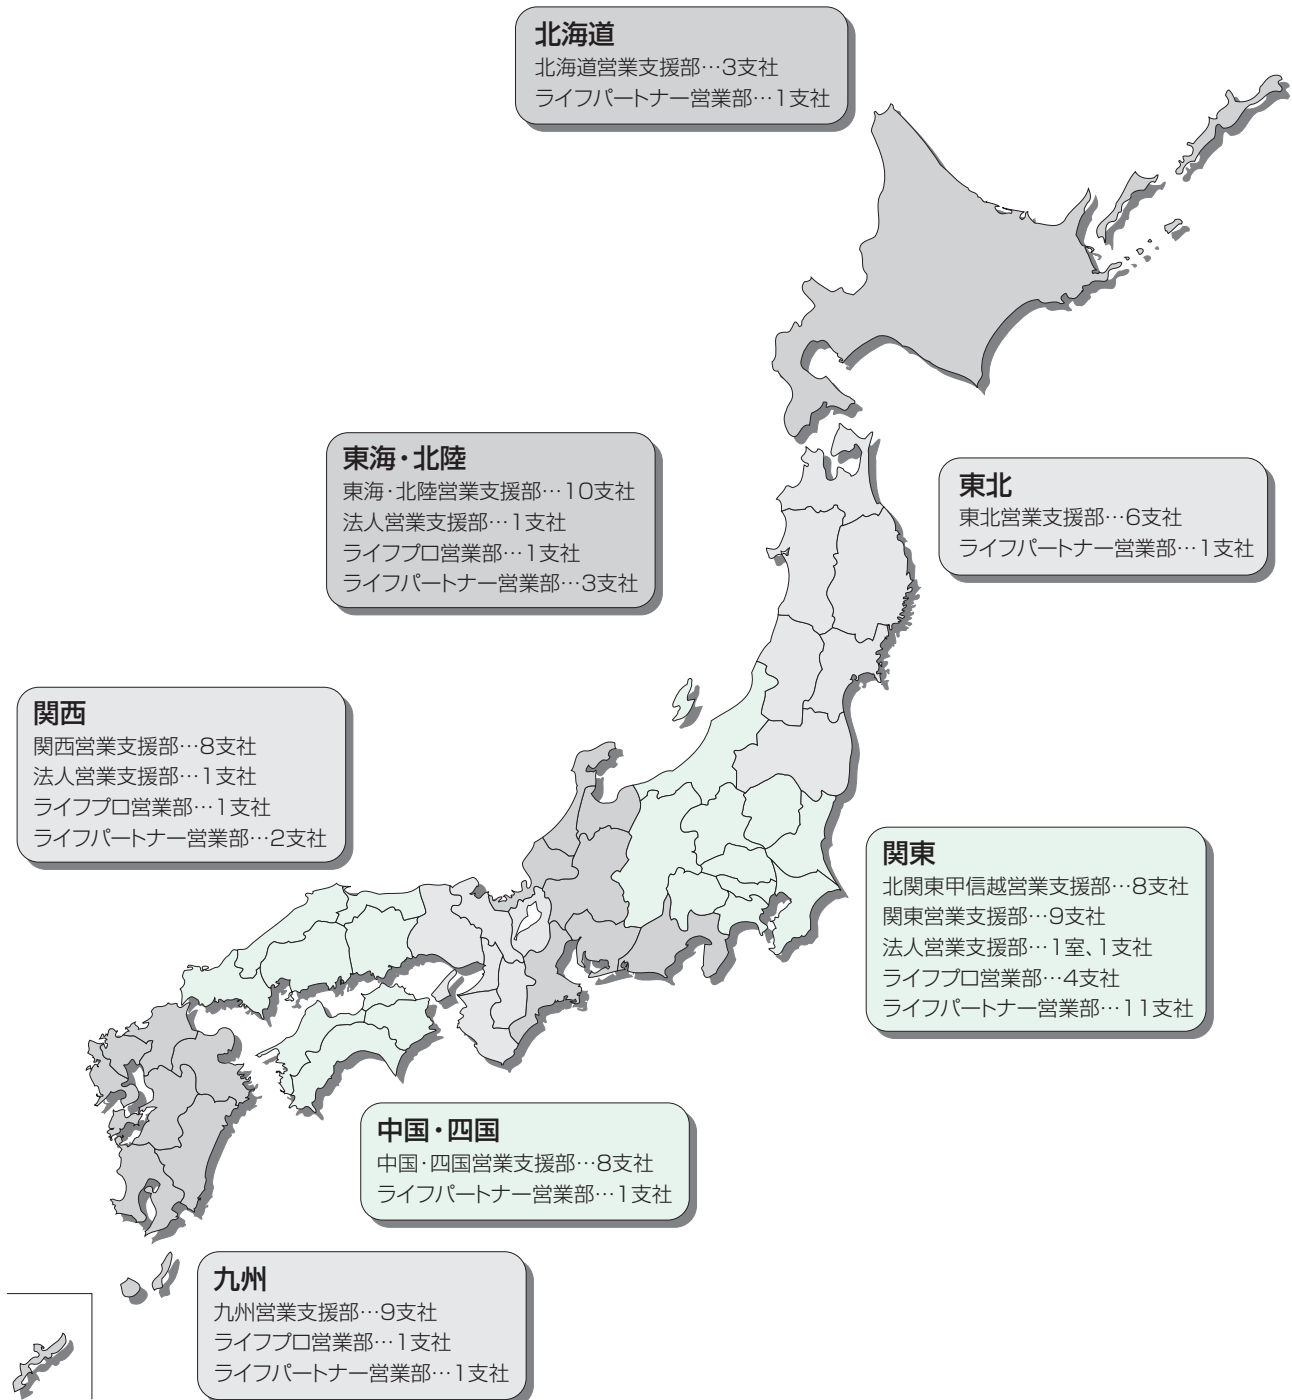 北海道
北海道営業支援部…3支社
ライフパートナー営業部…1支社
東海・北陸
東海・北陸営業支援部…10支社
法人営業支援部…1支社
ライフプロ営業部…1支社
ライフパートナー営業部…3支社
東北
東北営業支援部…6支社
ライフパートナー営業部…1支社
関西
関西営業支援部…8支社
法人営業支援部…1支社
ライフプロ営業部…1支社
ライフパートナー営業部…2支社
関東
北関東甲信越営業支援部…8支社
関東営業支援部…9支社
法人営業支援部…1室、1支社
ライフプロ営業部…4支社
ライフパートナー営業部…11支社
中国・四国
中国・四国営業支援部…8支社
ライフパートナー営業部…1支社
九州
九州営業支援部…9支社
ライフプロ営業部…1支社
ライフパートナー営業部…1支社